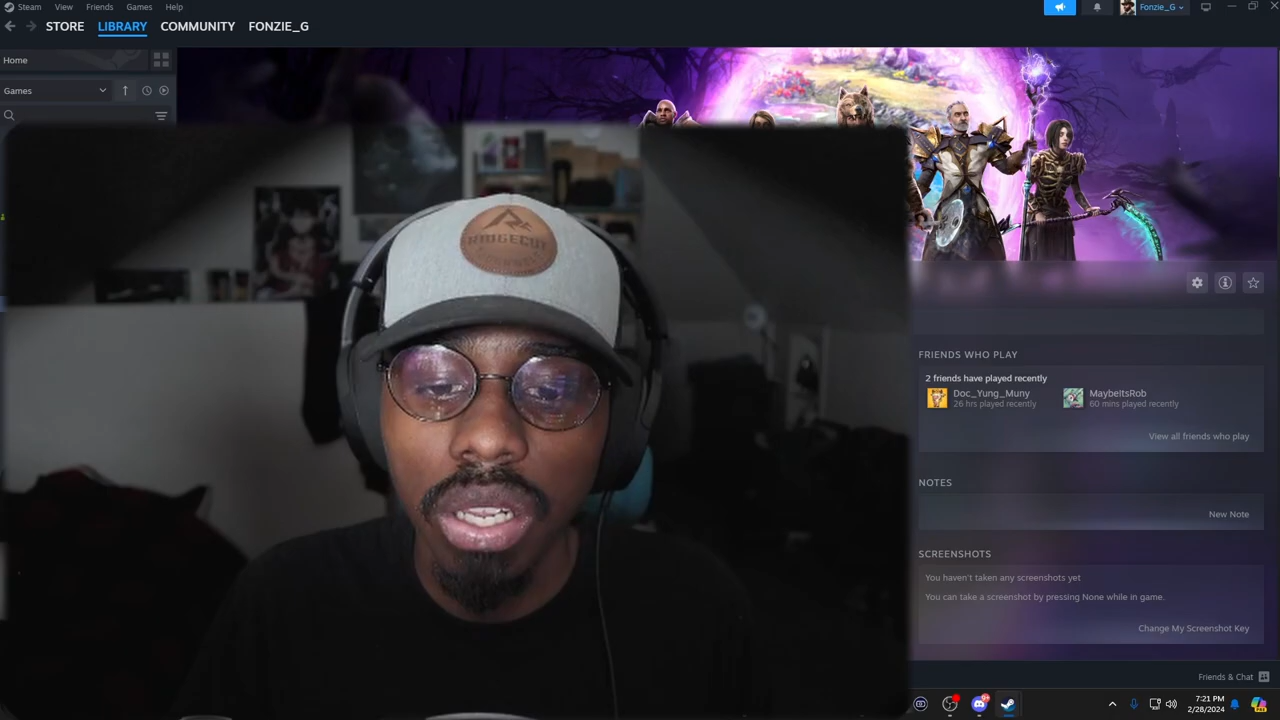 Steam View Friends Games Help Fonzie_G
STORE LIBRARY COMMUNITY FONZIE_G
Home
Games
RIDGECUT
FRIENDS WHO PLAY
2 friends have played recently
Doc_Yung_Muny MaybeItsRob
26 hrs played recently 60 mins played recently
View all friends who play
NOTES
New Note
SCREENSHOTS
You haven't taken any screenshots yet
You can take a screenshot by pressing None while in game.
Change My Screenshot Key
Friends & Chat
7:21 PM
2/28/2024